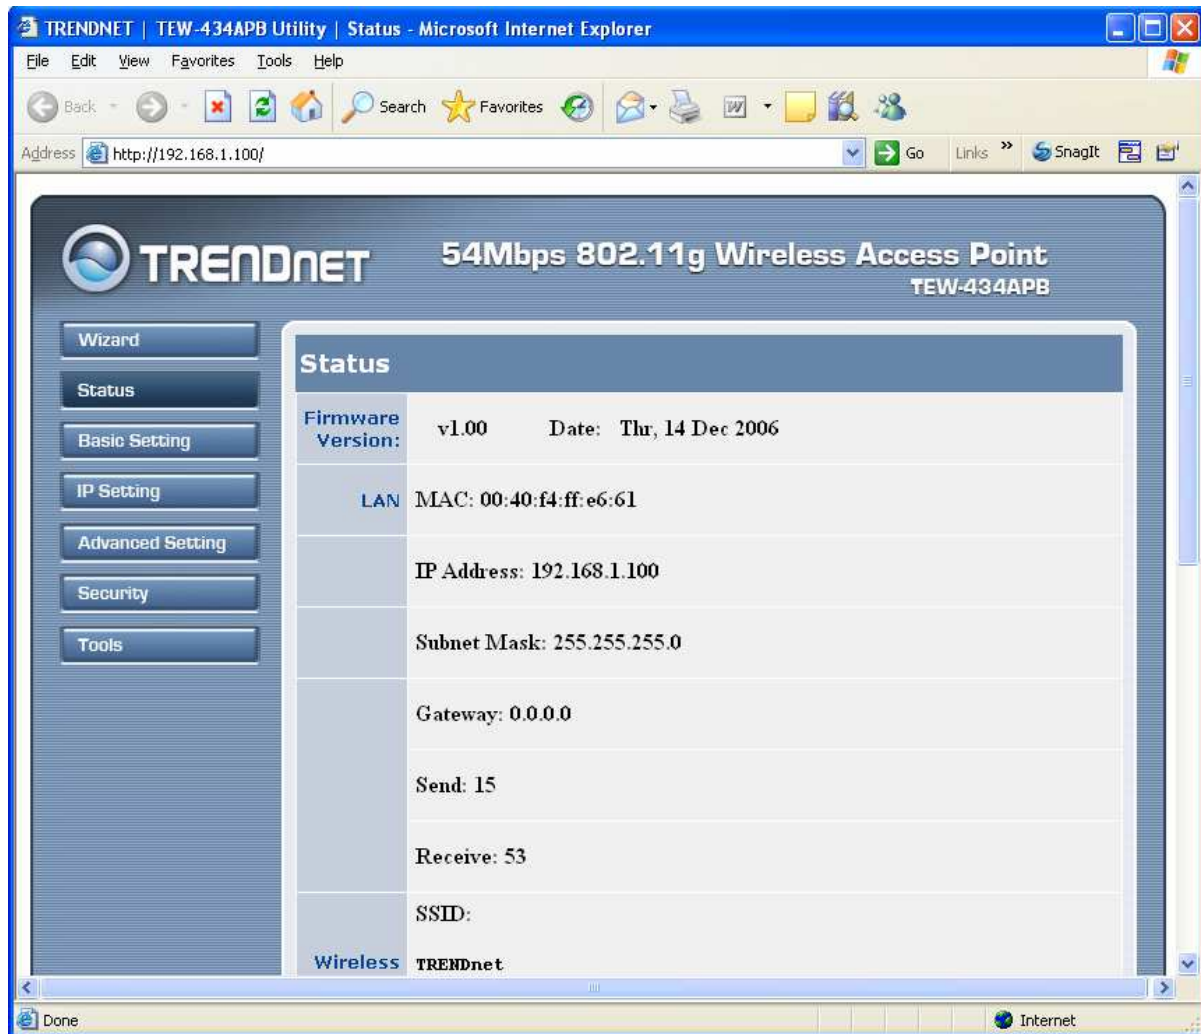 TRENDNET | TEW-434APB Utility | Status - Microsoft Internet Explorer
File Edit View Favorites Tools Help
Back Search Favorites
Address http://192.168.1.100/ Go Links » SnagIt
TRENDNET 54Mbps 802.11g Wireless Access Point
TEW-434APB
Wizard
Status
Basic Setting
IP Setting
Advanced Setting
Security
Tools
Status
Firmware Version: v1.00 Date: Thr, 14 Dec 2006
LAN MAC: 00:40:f4:ff:e6:61
IP Address: 192.168.1.100
Subnet Mask: 255.255.255.0
Gateway: 0.0.0.0
Send: 15
Receive: 53
SSID:
Wireless TRENDnet
Done Internet